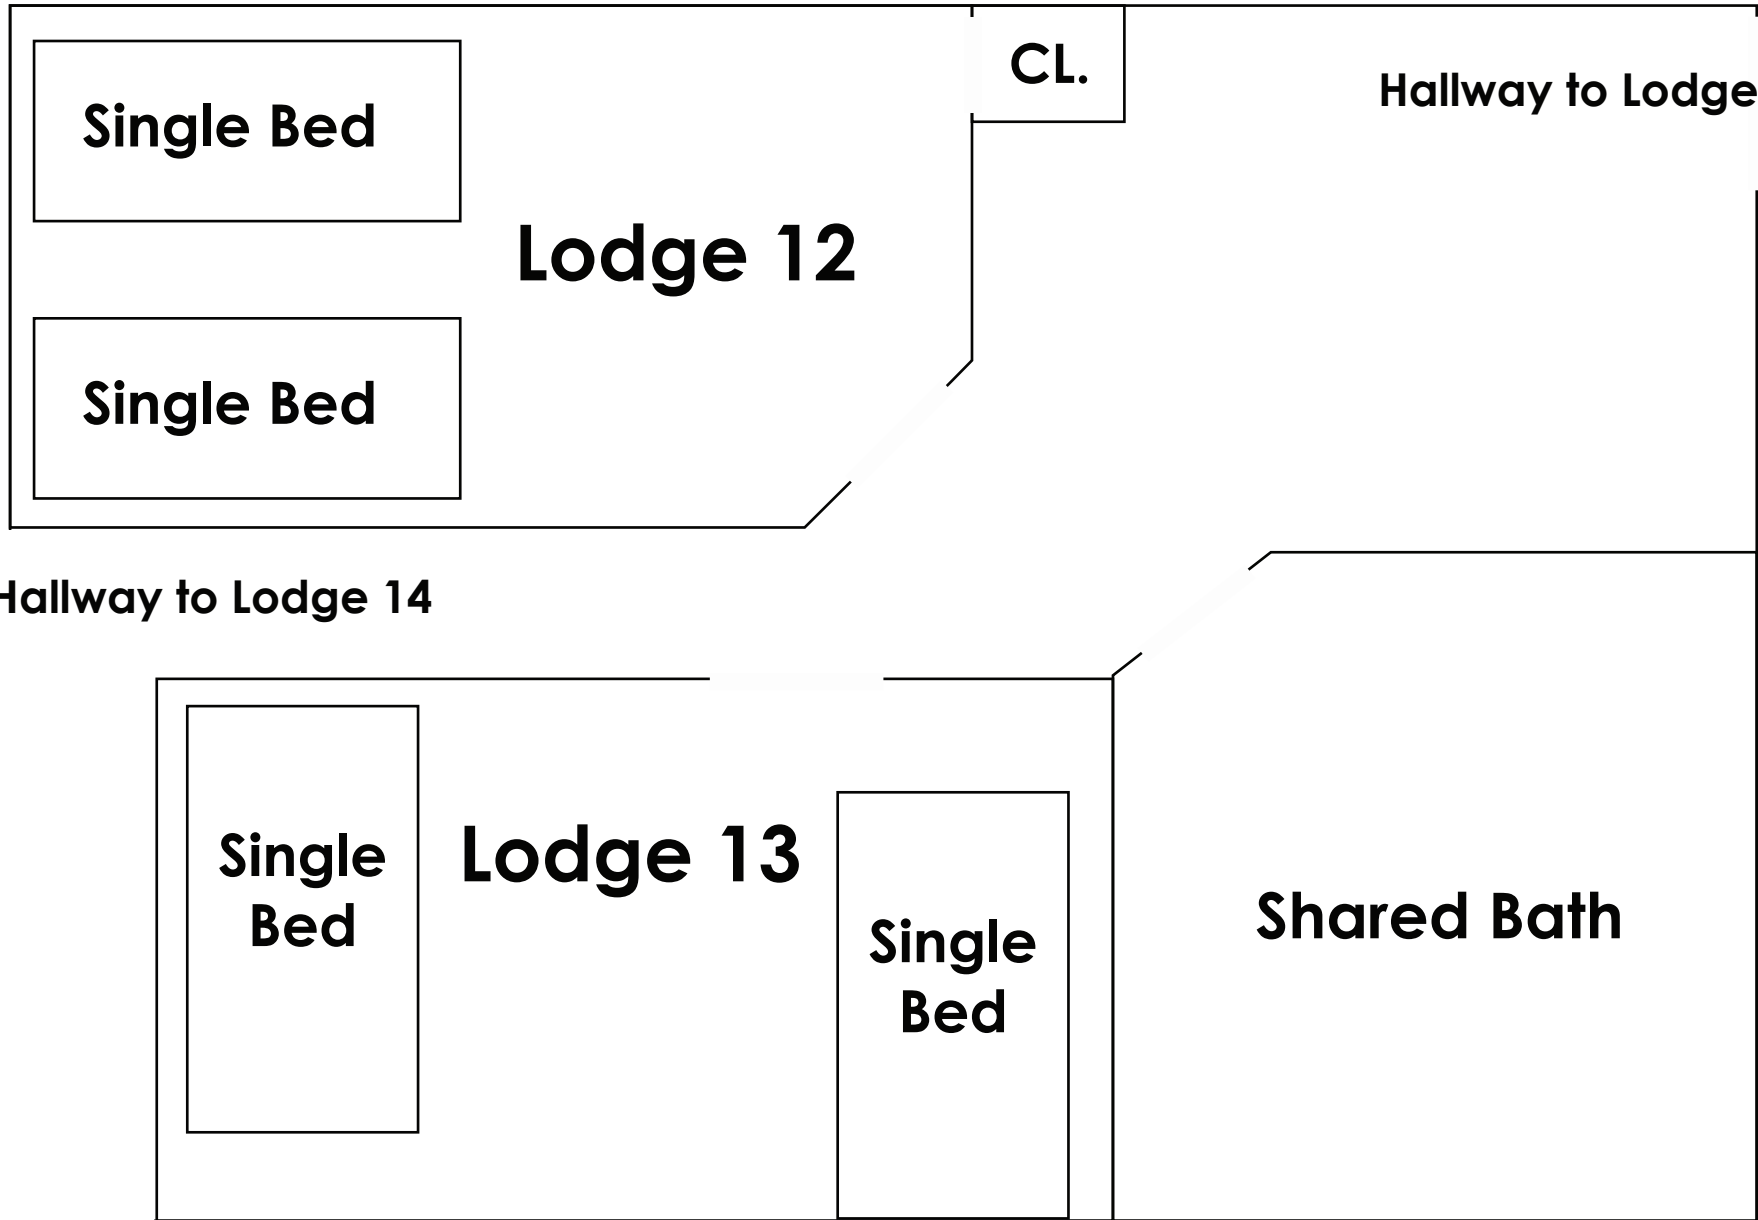 CL.
Hallway to Lodge
Single Bed
Lodge 12
Single Bed
Hallway to Lodge 14
Single
Bed
Lodge 13
Single
Bed
Shared Bath